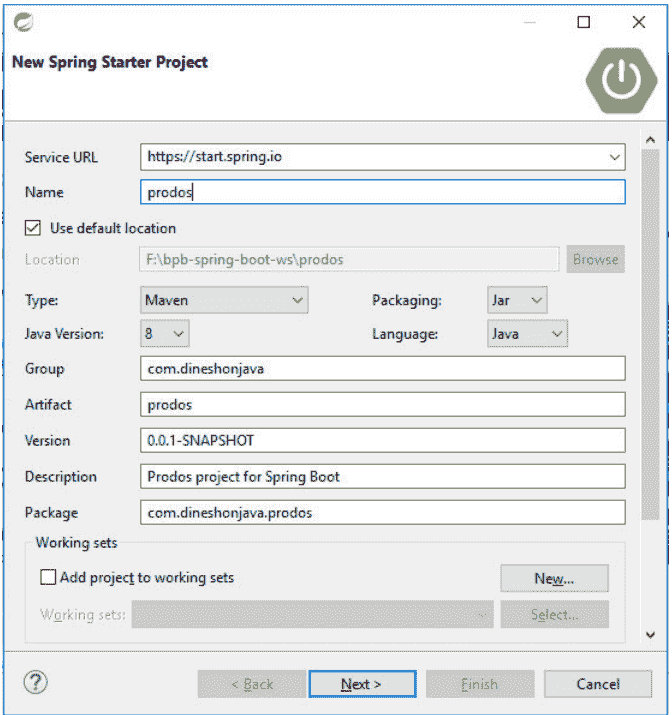 New Spring Starter Project
Service URL https://start.spring.io
Name prodos
Use default location
Location F:\bpb-spring-boot-ws\prodos Browse
Type: Maven Packaging: Jar
Java Version: 8 Language: Java
Group com.dineshonjava
Artifact prodos
Version 0.0.1-SNAPSHOT
Description Prodos project for Spring Boot
Package com.dineshonjava.prodos
Working sets
Add project to working sets New...
Working sets: Select...
? < Back Next > Finish Cancel